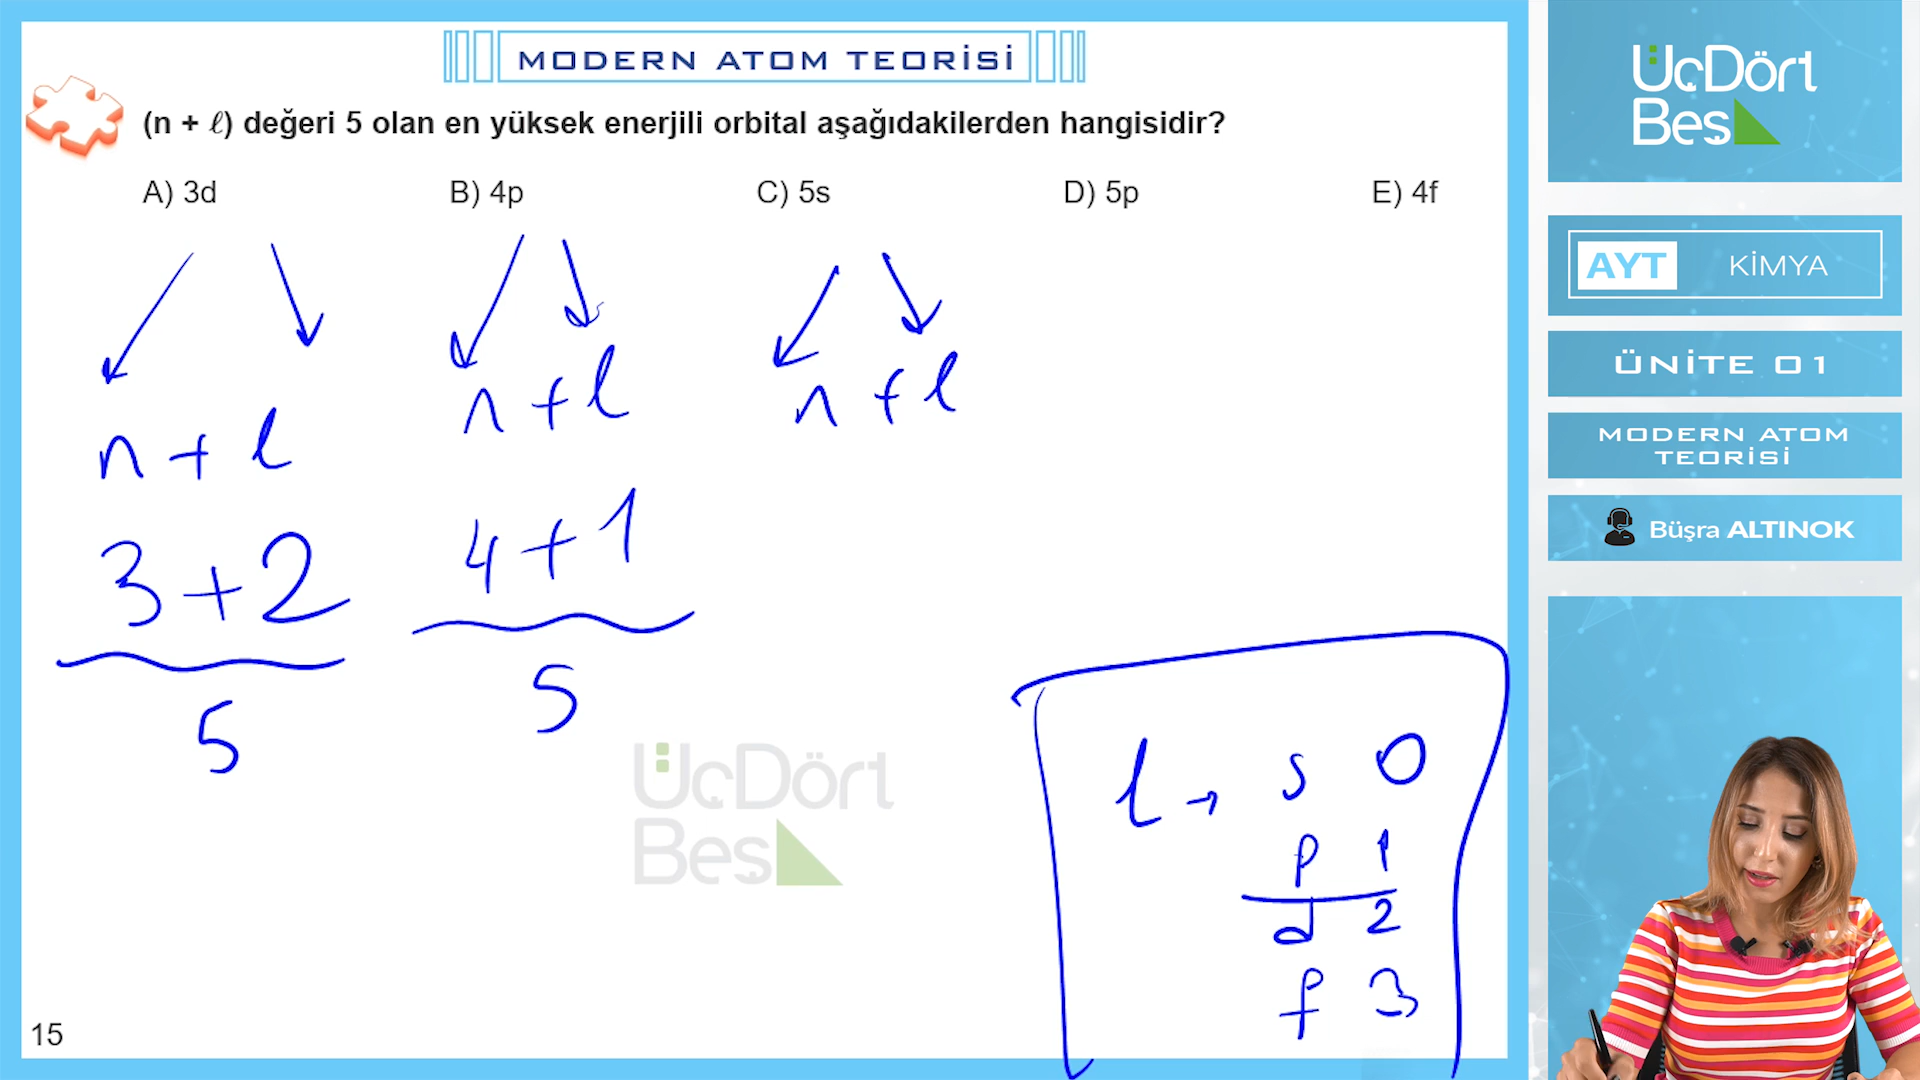 MODERN ATOM TEORİSİ
(n + ℓ) değeri 5 olan en yüksek enerjili orbital aşağıdakilerden hangisidir?
A) 3d B) 4p C) 5s D) 5p E) 4f
n + l n + l n + l
3 + 2 4 + 1
5 5
l → s 0
p 1
d 2
f 3
ÜçDört
Beş
15
ÜçDört
Beş
AYT KİMYA
ÜNİTE 01
MODERN ATOM
TEORİSİ
Büşra ALTINOK